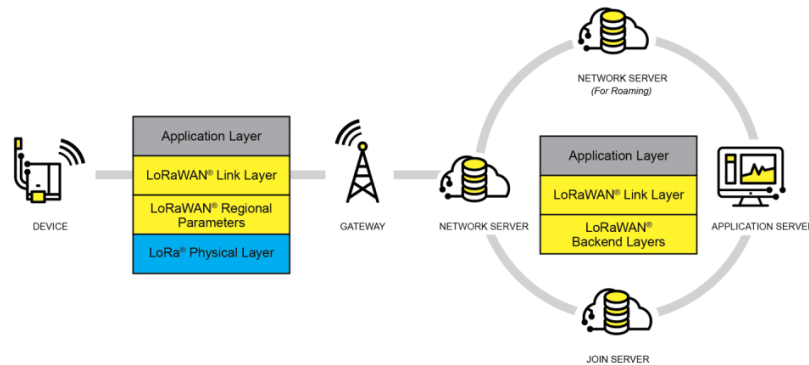 NETWORK SERVER
(For Roaming)
Application Layer
LoRaWAN® Link Layer
LoRaWAN® Regional
Parameters
LoRa® Physical Layer
DEVICE
GATEWAY
NETWORK SERVER
Application Layer
LoRaWAN® Link Layer
LoRaWAN®
Backend Layers
APPLICATION SERVER
JOIN SERVER